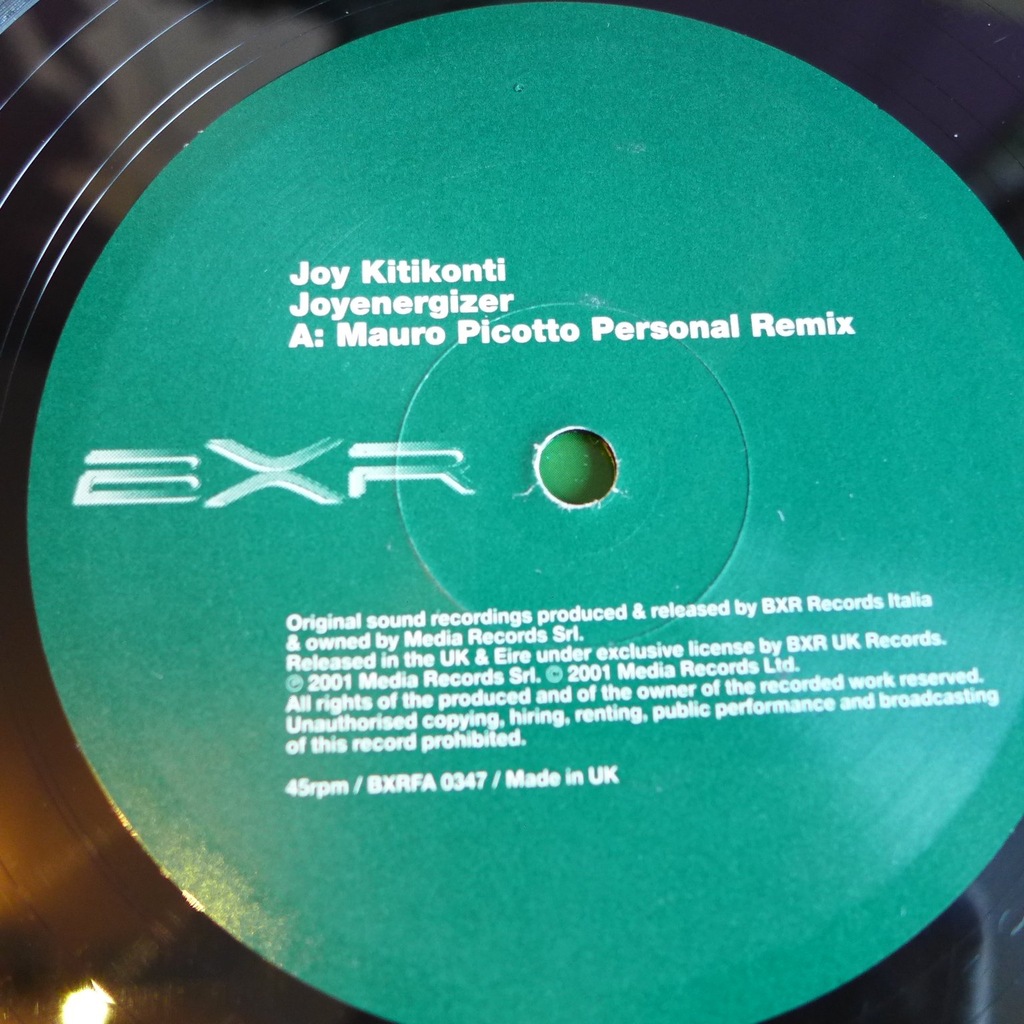 Joy Kitikonti
Joyenergizer
A: Mauro Picotto Personal Remix
BXR
Original sound recordings produced & released by BXR Records Italia
& owned by Media Records Srl.
Released in the UK & Eire under exclusive license by BXR UK Records.
℗ 2001 Media Records Srl. © 2001 Media Records Ltd.
All rights of the produced and of the owner of the recorded work reserved.
Unauthorised copying, hiring, renting, public performance and broadcasting
of this record prohibited.
45rpm / BXRFA 0347 / Made in UK